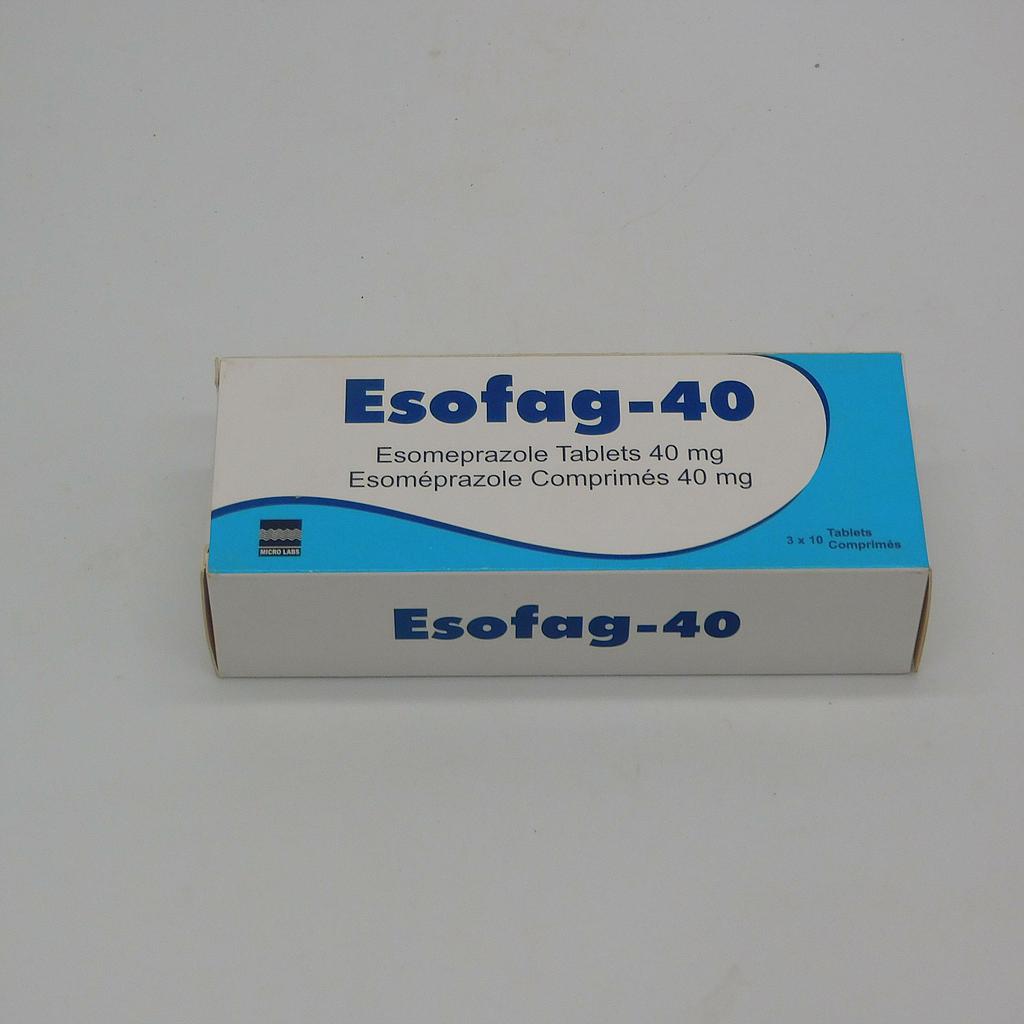 Esofag-40
Esomeprazole Tablets 40 mg
Esoméprazole Comprimés 40 mg
MICRO LABS
3 x 10 Tablets
Comprimés
Esofag-40